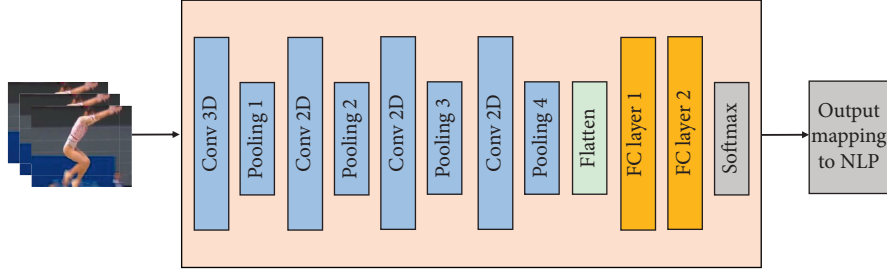 Conv 3D
Pooling 1
Conv 2D
Pooling 2
Conv 2D
Pooling 3
Conv 2D
Pooling 4
Flatten
FC layer 1
FC layer 2
Softmax
Output
mapping
to NLP